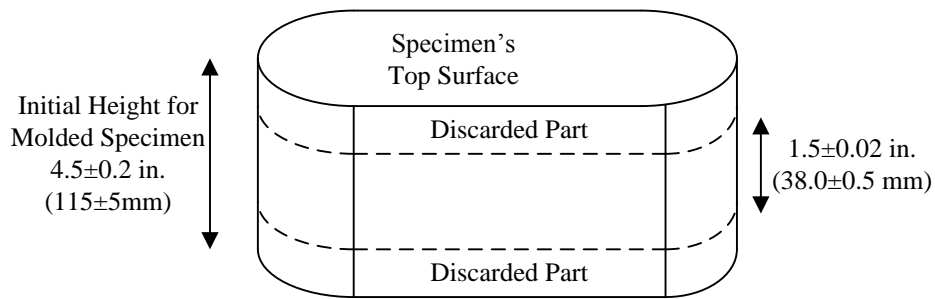 Specimen's
Top Surface
Initial Height for
Molded Specimen
4.5±0.2 in.
(115±5mm)
Discarded Part
1.5±0.02 in.
(38.0±0.5 mm)
Discarded Part